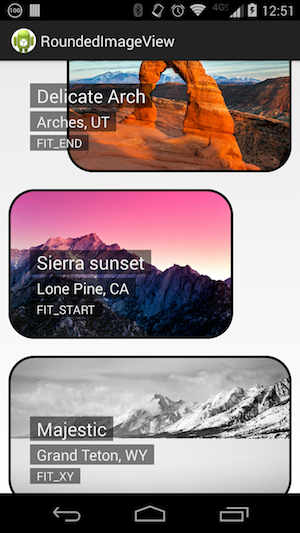 100
4G
12:51
RoundedImageView
Delicate Arch
Arches, UT
FIT_END
Sierra sunset
Lone Pine, CA
FIT_START
Majestic
Grand Teton, WY
FIT_XY